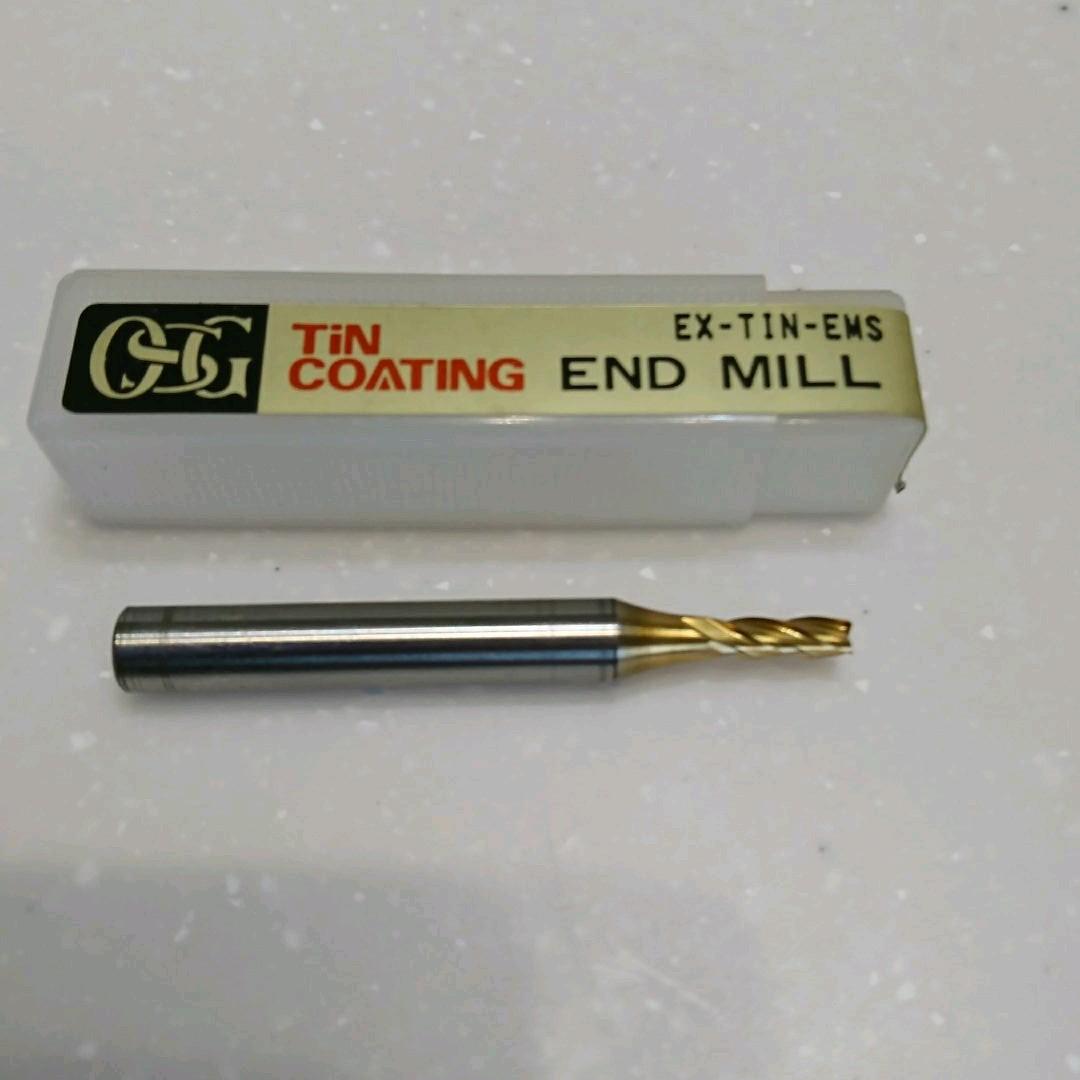 OSG
TiN
COATING
EX-TIN-EMS
END MILL